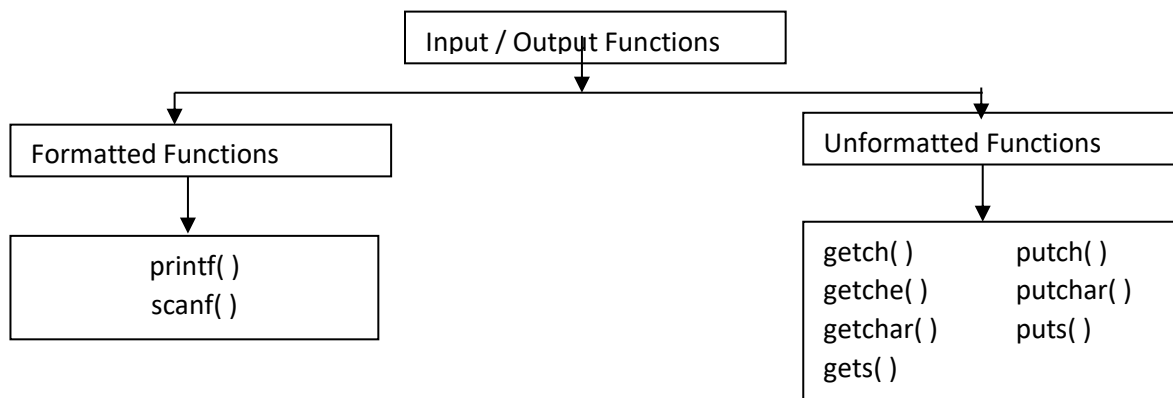 Input / Output Functions
Formatted Functions
Unformatted Functions
printf( )
scanf( )
getch( ) putch( )
getche( ) putchar( )
getchar( ) puts( )
gets( )